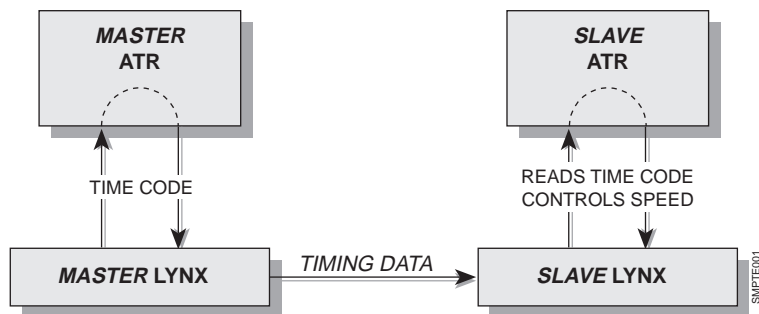 MASTER
ATR
SLAVE
ATR
TIME CODE
READS TIME CODE
CONTROLS SPEED
MASTER LYNX
TIMING DATA
SLAVE LYNX
SMPTE001